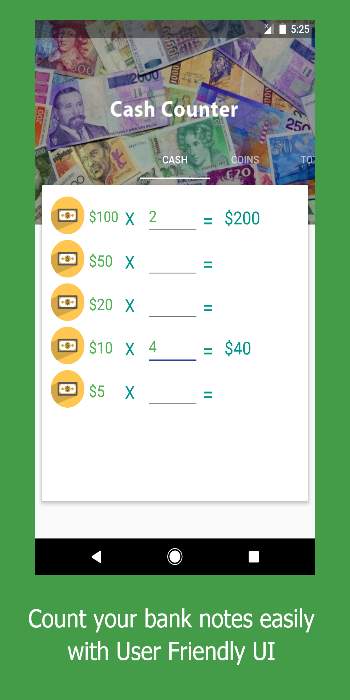 5:25
Cash Counter
CASH COINS TO
$100 X 2 = $200
$50 X =
$20 X =
$10 X 4 = $40
$5 X =
Count your bank notes easily
with User Friendly UI